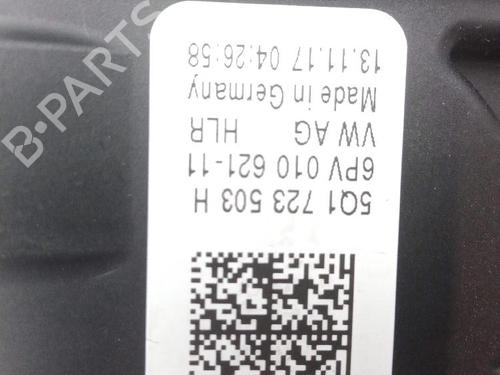 5Q1 723 503 H
6PV 010 621-11
VW AG HLR
Made in Germany
13.11.17 04:26:58
B-PARTS